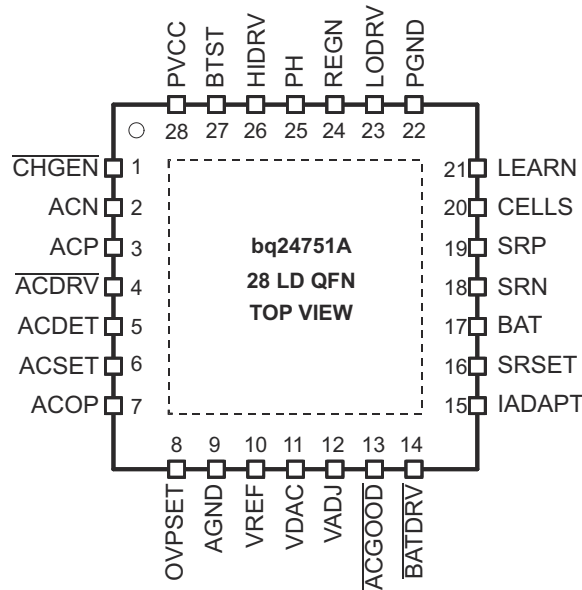 PVCC
BTST
HIDRV
PH
REGN
LODRV
PGND
28 27 26 25 24 23 22
CHGEN 1
ACN 2
ACP 3
ACDRV 4
ACDET 5
ACSET 6
ACOP 7
bq24751A
28 LD QFN
TOP VIEW
21 LEARN
20 CELLS
19 SRP
18 SRN
17 BAT
16 SRSET
15 IADAPT
8 9 10 11 12 13 14
OVPSET
AGND
VREF
VDAC
VADJ
ACGOOD
BATDRV